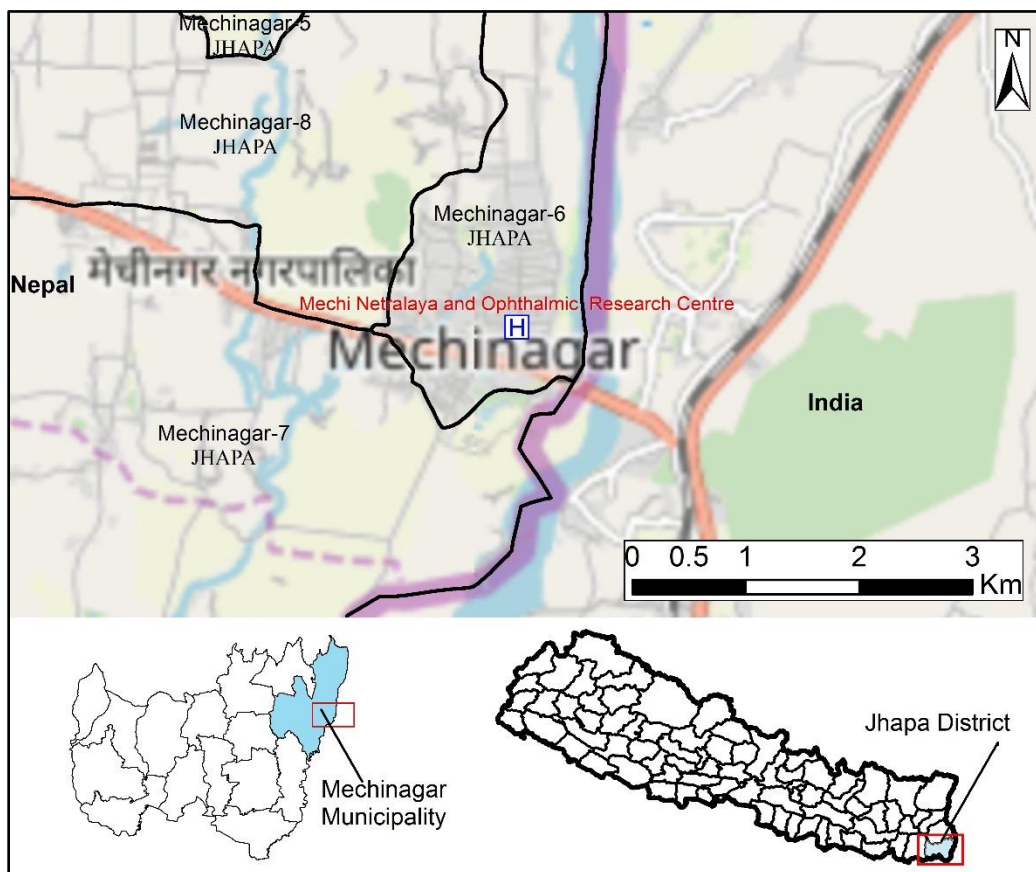 Mechinagar-5
JHAPA
N
Mechinagar-8
JHAPA
Mechinagar-6
JHAPA
Nepal
मेचीनगर नगरपालिका
Mechi Netralaya and Ophthalmic Research Centre
H
Mechinagar
India
Mechinagar-7
JHAPA
0 0.5 1 2 3
Km
Jhapa District
Mechinagar
Municipality